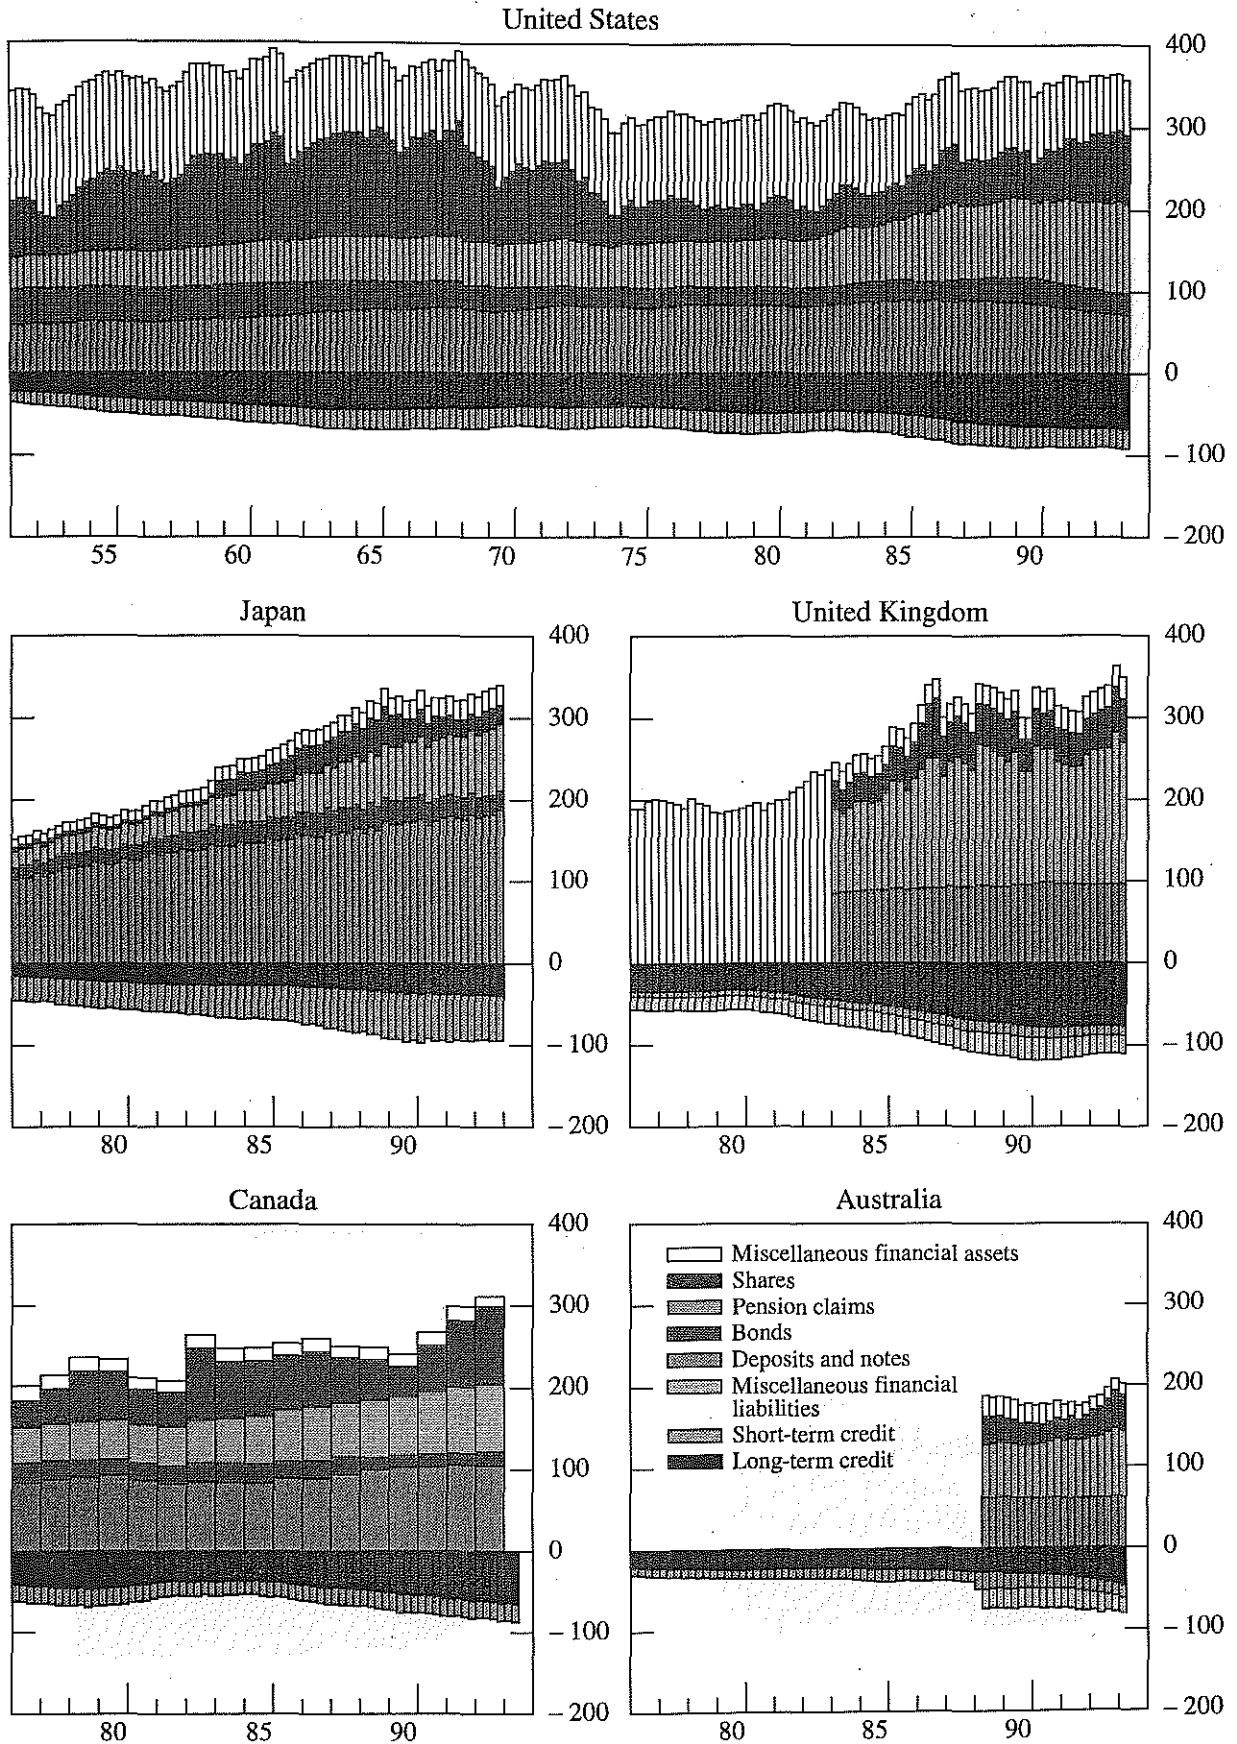 United States
400
300
200
100
0
– 100
– 200
55 60 65 70 75 80 85 90
Japan
400
300
200
100
0
– 100
– 200
80 85 90
United Kingdom
400
300
200
100
0
– 100
– 200
80 85 90
Canada
400
300
200
100
0
– 100
– 200
80 85 90
Australia
Miscellaneous financial assets
Shares
Pension claims
Bonds
Deposits and notes
Miscellaneous financial
liabilities
Short-term credit
Long-term credit
400
300
200
100
0
– 100
– 200
80 85 90